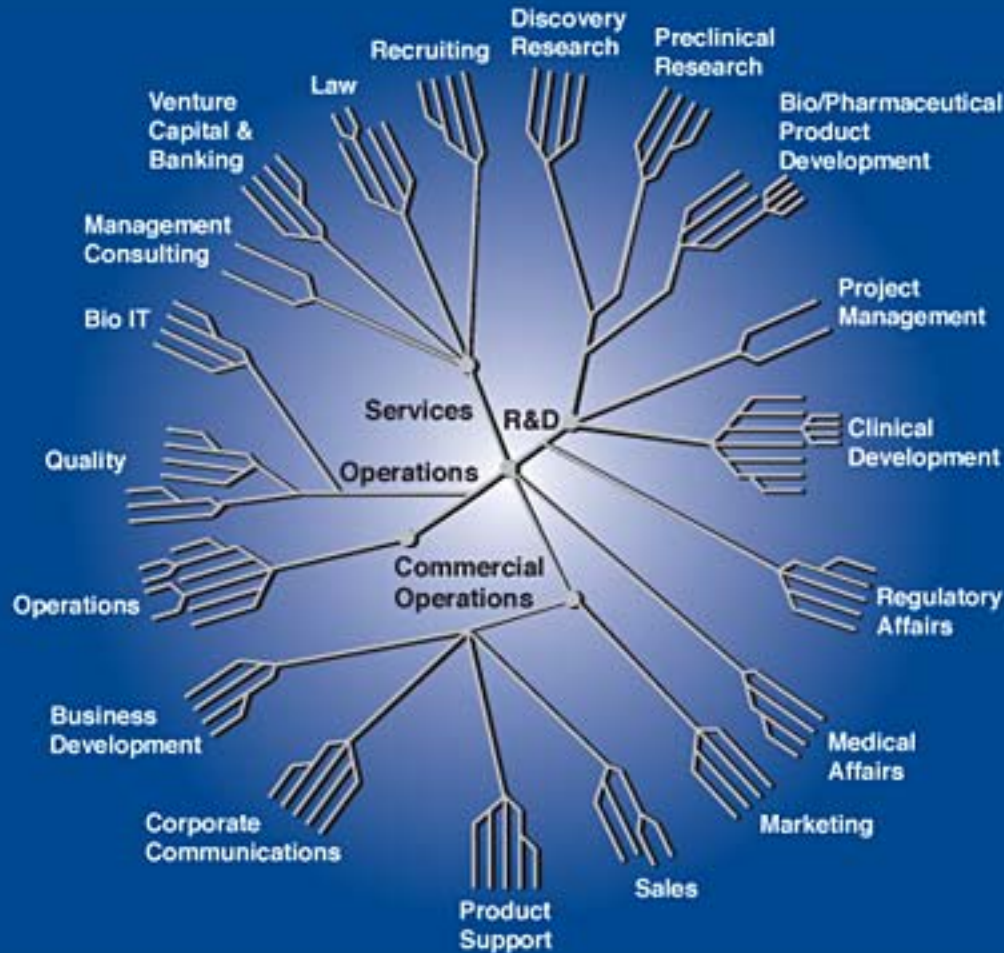 Discovery
Research
Preclinical
Research
Recruiting
Law
Venture
Capital &
Banking
Bio/Pharmaceutical
Product
Development
Management
Consulting
Project
Management
Bio IT
Services
R&D
Clinical
Development
Quality
Operations
Commercial
Operations
Operations
Regulatory
Affairs
Business
Development
Medical
Affairs
Corporate
Communications
Marketing
Sales
Product
Support